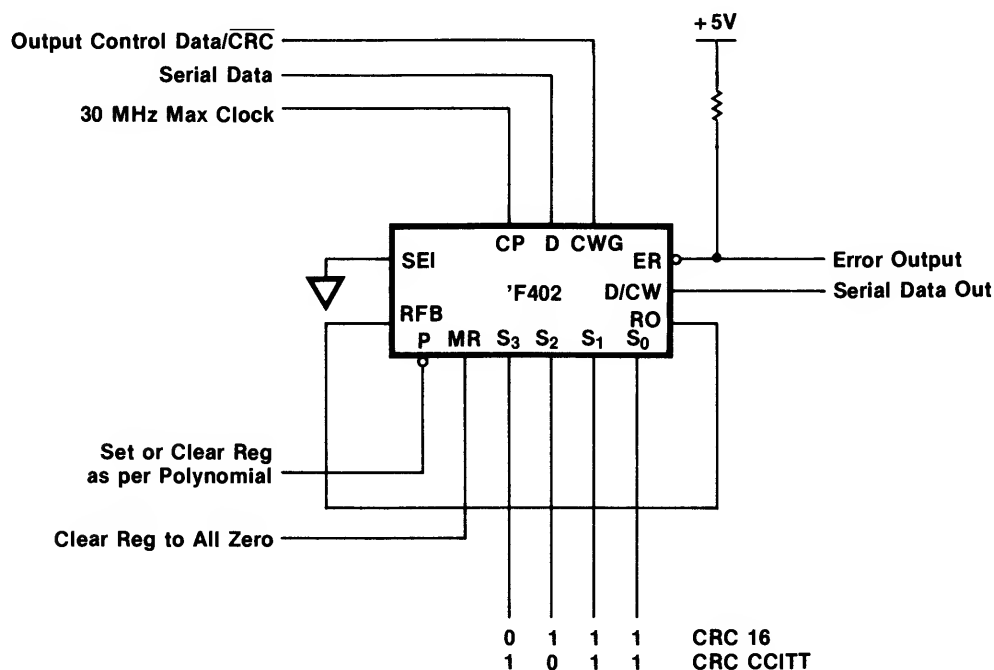 +5V
Output Control Data/CRC
Serial Data
30 MHz Max Clock
CP D CWG
SEI
ER
Error Output
'F402
D/CW
Serial Data Out
RFB
RO
P MR S3 S2 S1 S0
Set or Clear Reg
as per Polynomial
Clear Reg to All Zero
0 1 1 1 CRC 16
1 0 1 1 CRC CCITT